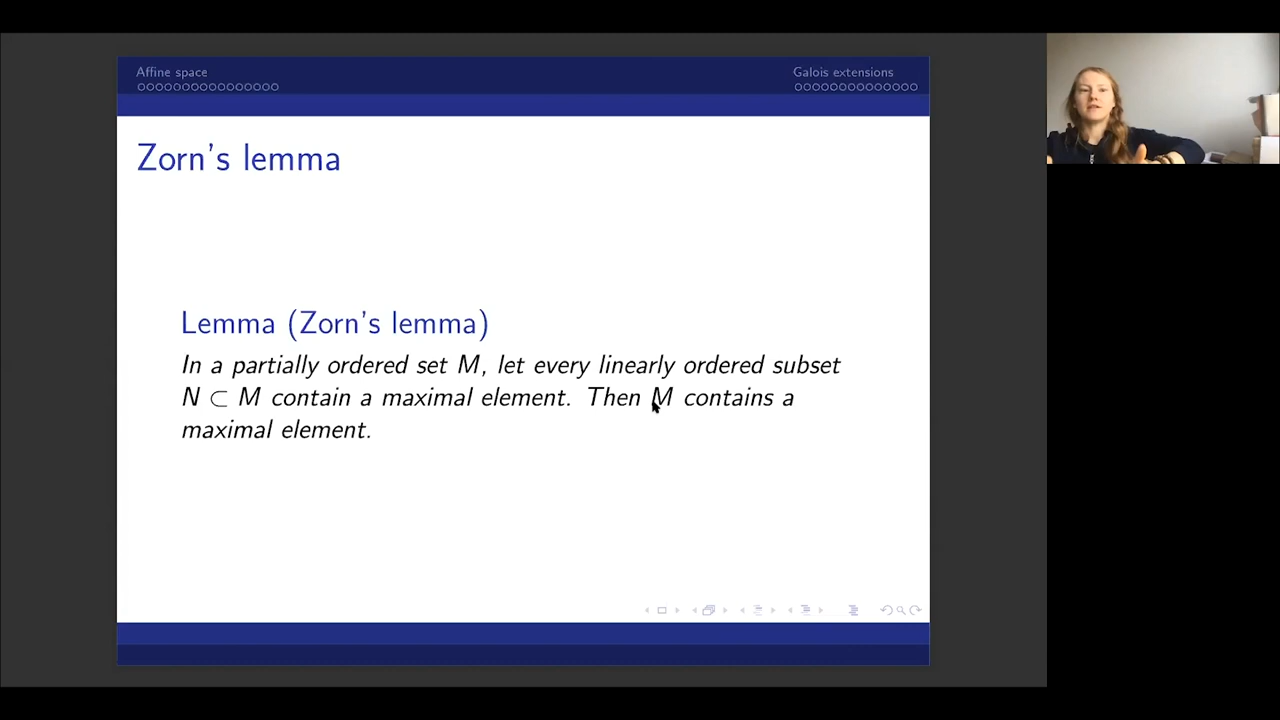 Affine space
Galois extensions
Zorn's lemma
Lemma (Zorn's lemma)
In a partially ordered set M, let every linearly ordered subset
N ⊂ M contain a maximal element. Then M contains a
maximal element.